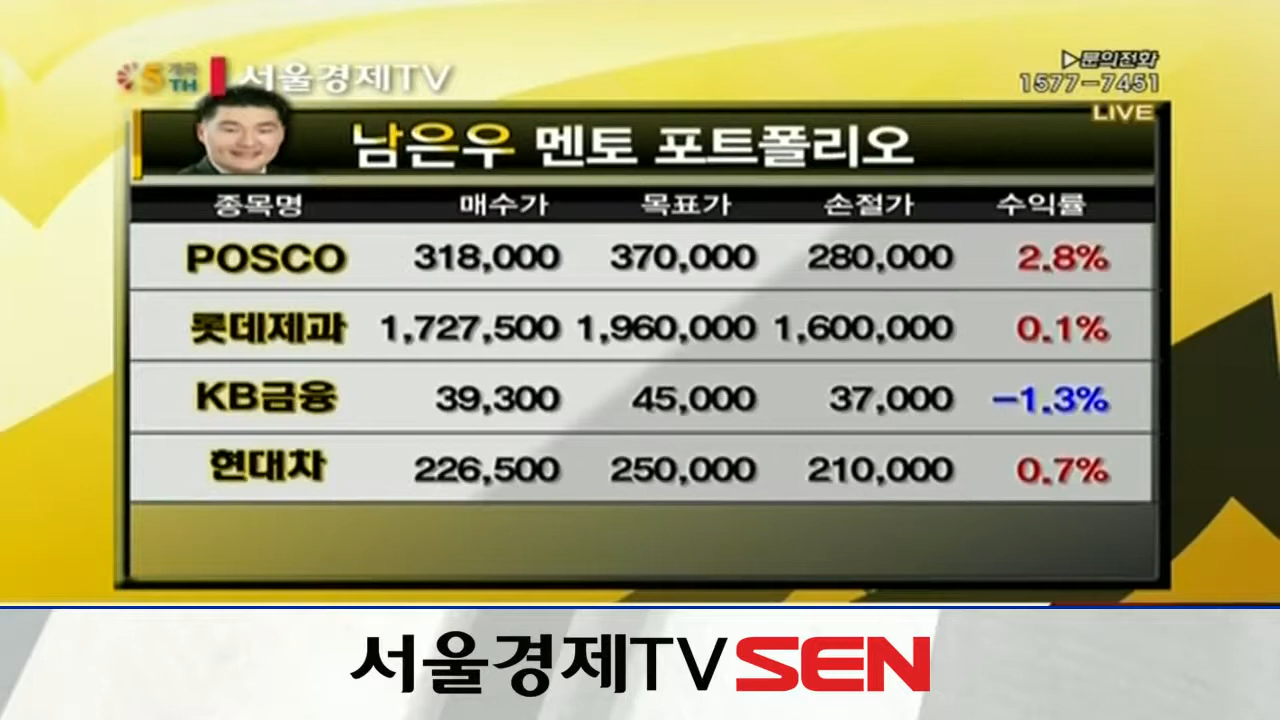 5TH 개국 서울경제TV
▶문의전화
1577-7451
LIVE
남은우 멘토 포트폴리오
종목명 매수가 목표가 손절가 수익률
POSCO 318,000 370,000 280,000 2.8%
롯데제과 1,727,500 1,960,000 1,600,000 0.1%
KB금융 39,300 45,000 37,000 -1.3%
현대차 226,500 250,000 210,000 0.7%
서울경제TV SEN